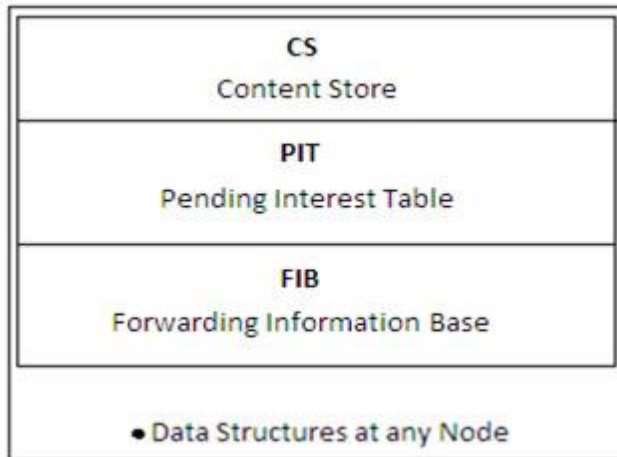 CS
Content Store
PIT
Pending Interest Table
FIB
Forwarding Information Base
• Data Structures at any Node